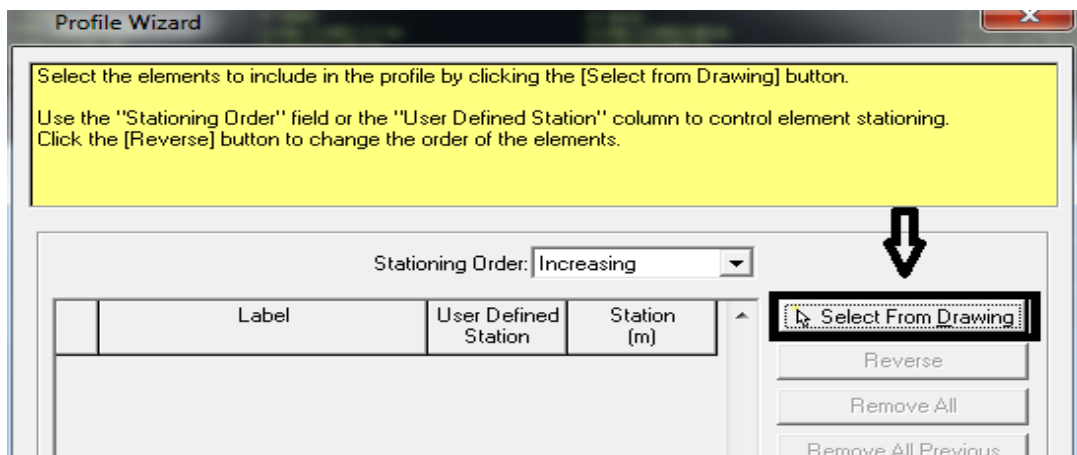 Profile Wizard
Select the elements to include in the profile by clicking the [Select from Drawing] button.
Use the "Stationing Order" field or the "User Defined Station" column to control element stationing.
Click the [Reverse] button to change the order of the elements.
Stationing Order: Increasing
Label
User Defined
Station
Station
(m)
Select From Drawing
Reverse
Remove All
Remove All Previous